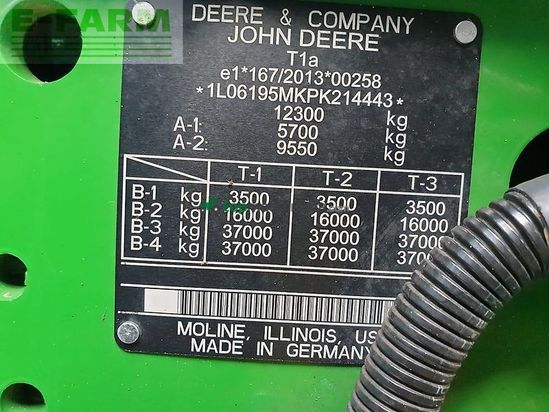 E-FARM
DEERE & COMPANY
JOHN DEERE
T1a
e1*167/2013*00258
*1L06195MKPK214443*
12300 kg
A-1: 5700 kg
A-2: 9550 kg
T-1 T-2 T-3
B-1 kg 3500 3500 3500
B-2 kg 16000 16000 16000
B-3 kg 37000 37000 37000
B-4 kg 37000 37000
MOLINE, ILLINOIS,
MADE IN GERMANY